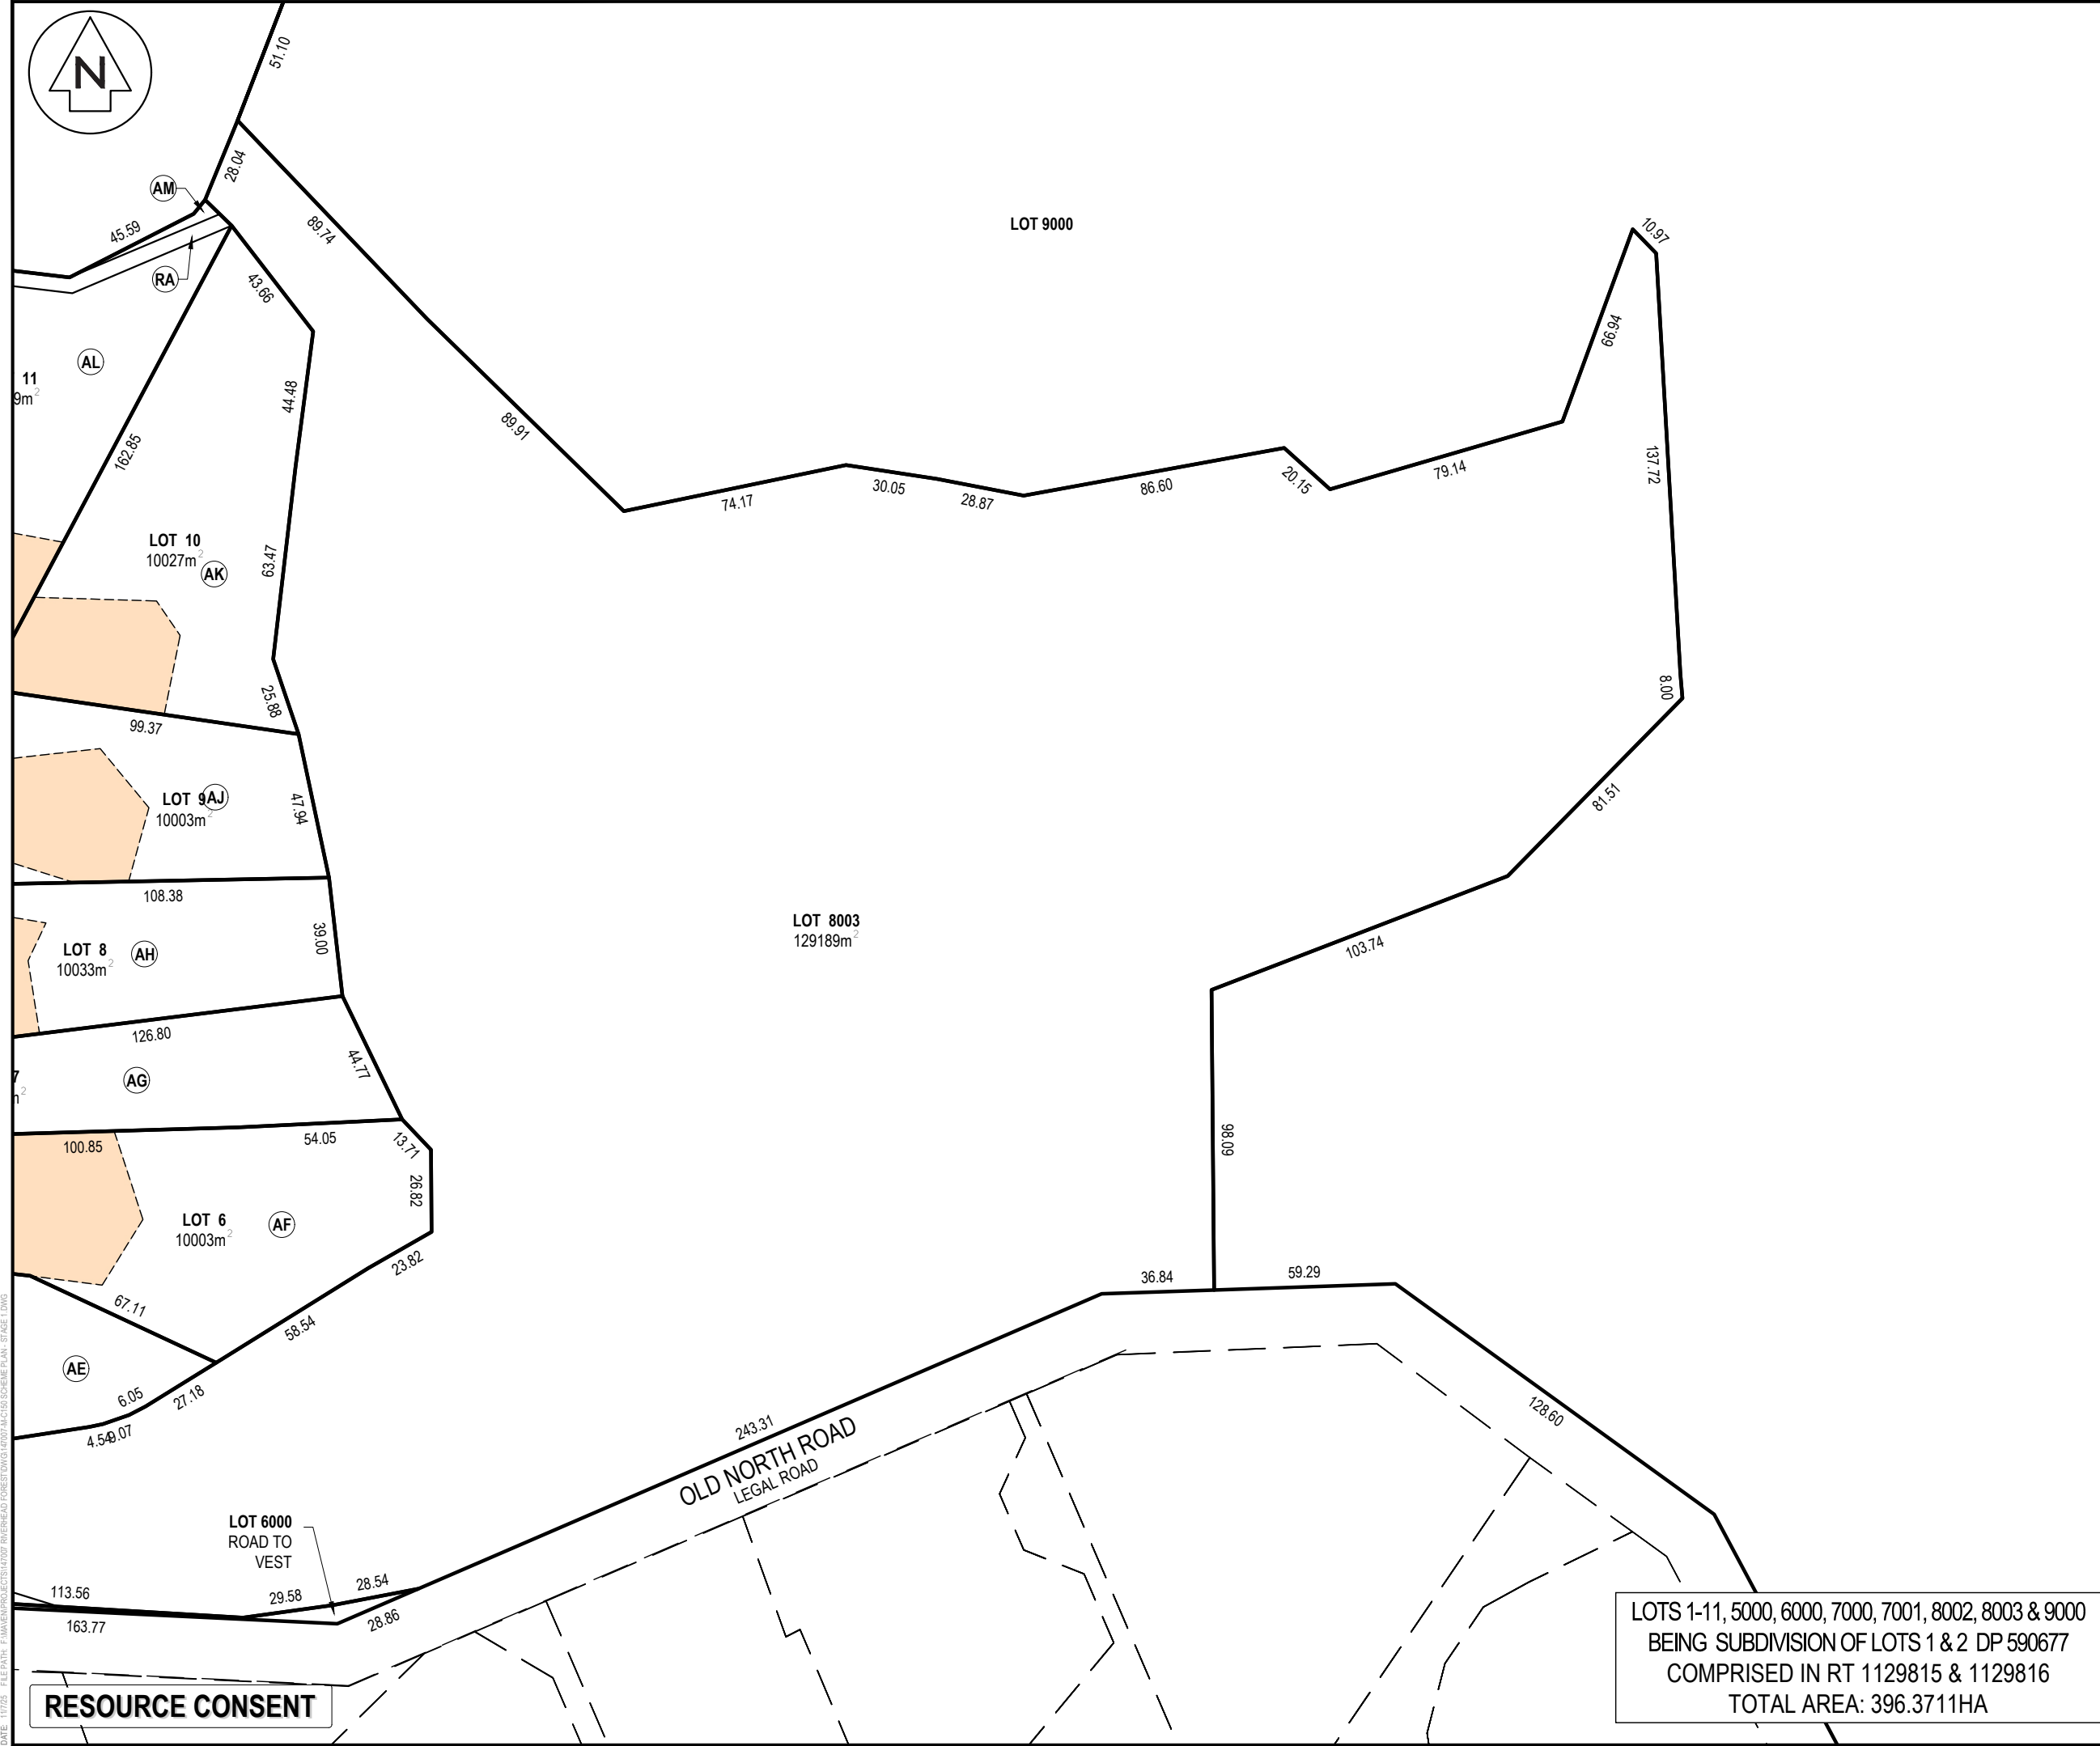 N
51.10
28.04
AM
45.59
89.74
LOT 9000
10.97
RA
43.66
66.94
AL
11
9m²
44.48
89.91
162.85
74.17
30.05
28.87
86.60
20.15
79.14
137.72
LOT 10
10027m²
AK
63.47
25.88
99.37
8.00
LOT 9
AJ
10003m²
47.94
81.51
108.38
LOT 8
10033m²
AH
39.00
LOT 8003
129189m²
103.74
126.80
44.77
7
AG
98.09
100.85
54.05
13.71
26.82
LOT 6
10003m²
AF
23.82
67.11
58.54
36.84
59.29
AE
6.05
27.18
4.54
9.07
243.31
OLD NORTH ROAD
LEGAL ROAD
128.60
LOT 6000
ROAD TO
VEST
113.56
29.58
28.54
163.77
28.86
LOTS 1-11, 5000, 6000, 7000, 7001, 8002, 8003 & 9000
BEING SUBDIVISION OF LOTS 1 & 2 DP 590677
COMPRISED IN RT 1129815 & 1129816
TOTAL AREA: 396.3711HA
RESOURCE CONSENT